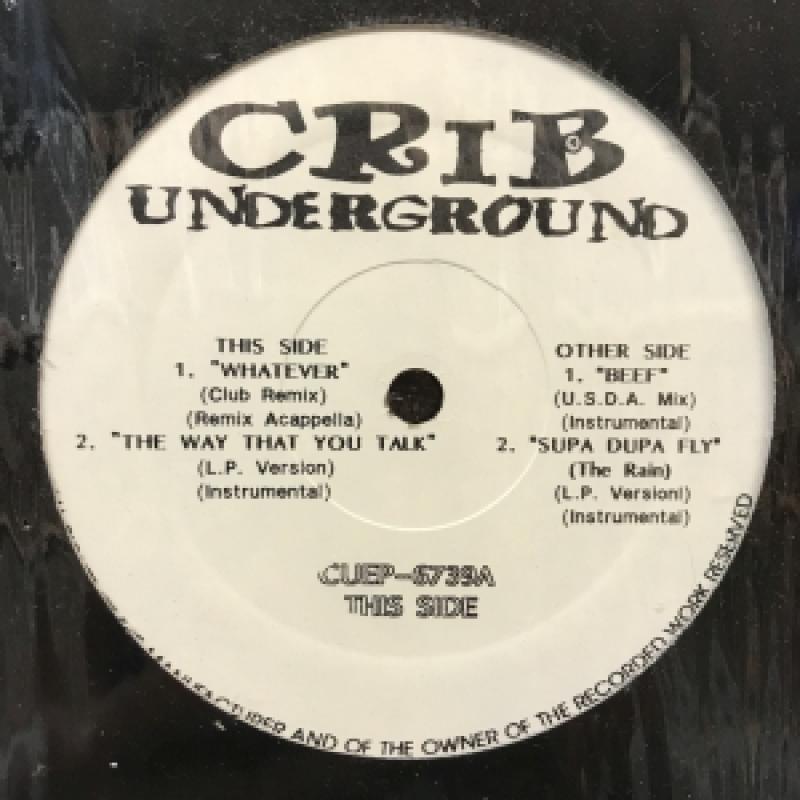 CRIB
UNDERGROUND
THIS SIDE
1. "WHATEVER"
(Club Remix)
(Remix Acappella)
2. "THE WAY THAT YOU TALK"
(L.P. Version)
(Instrumental)
OTHER SIDE
1. "BEEF"
(U.S.D.A. Mix)
(Instrumental)
2. "SUPA DUPA FLY"
(The Rain)
(L.P. Versionl)
(Instrumental)
CUEP-6739A
THIS SIDE
MANUFACTURER AND OF THE OWNER OF THE RECORDED WORK RESERVED